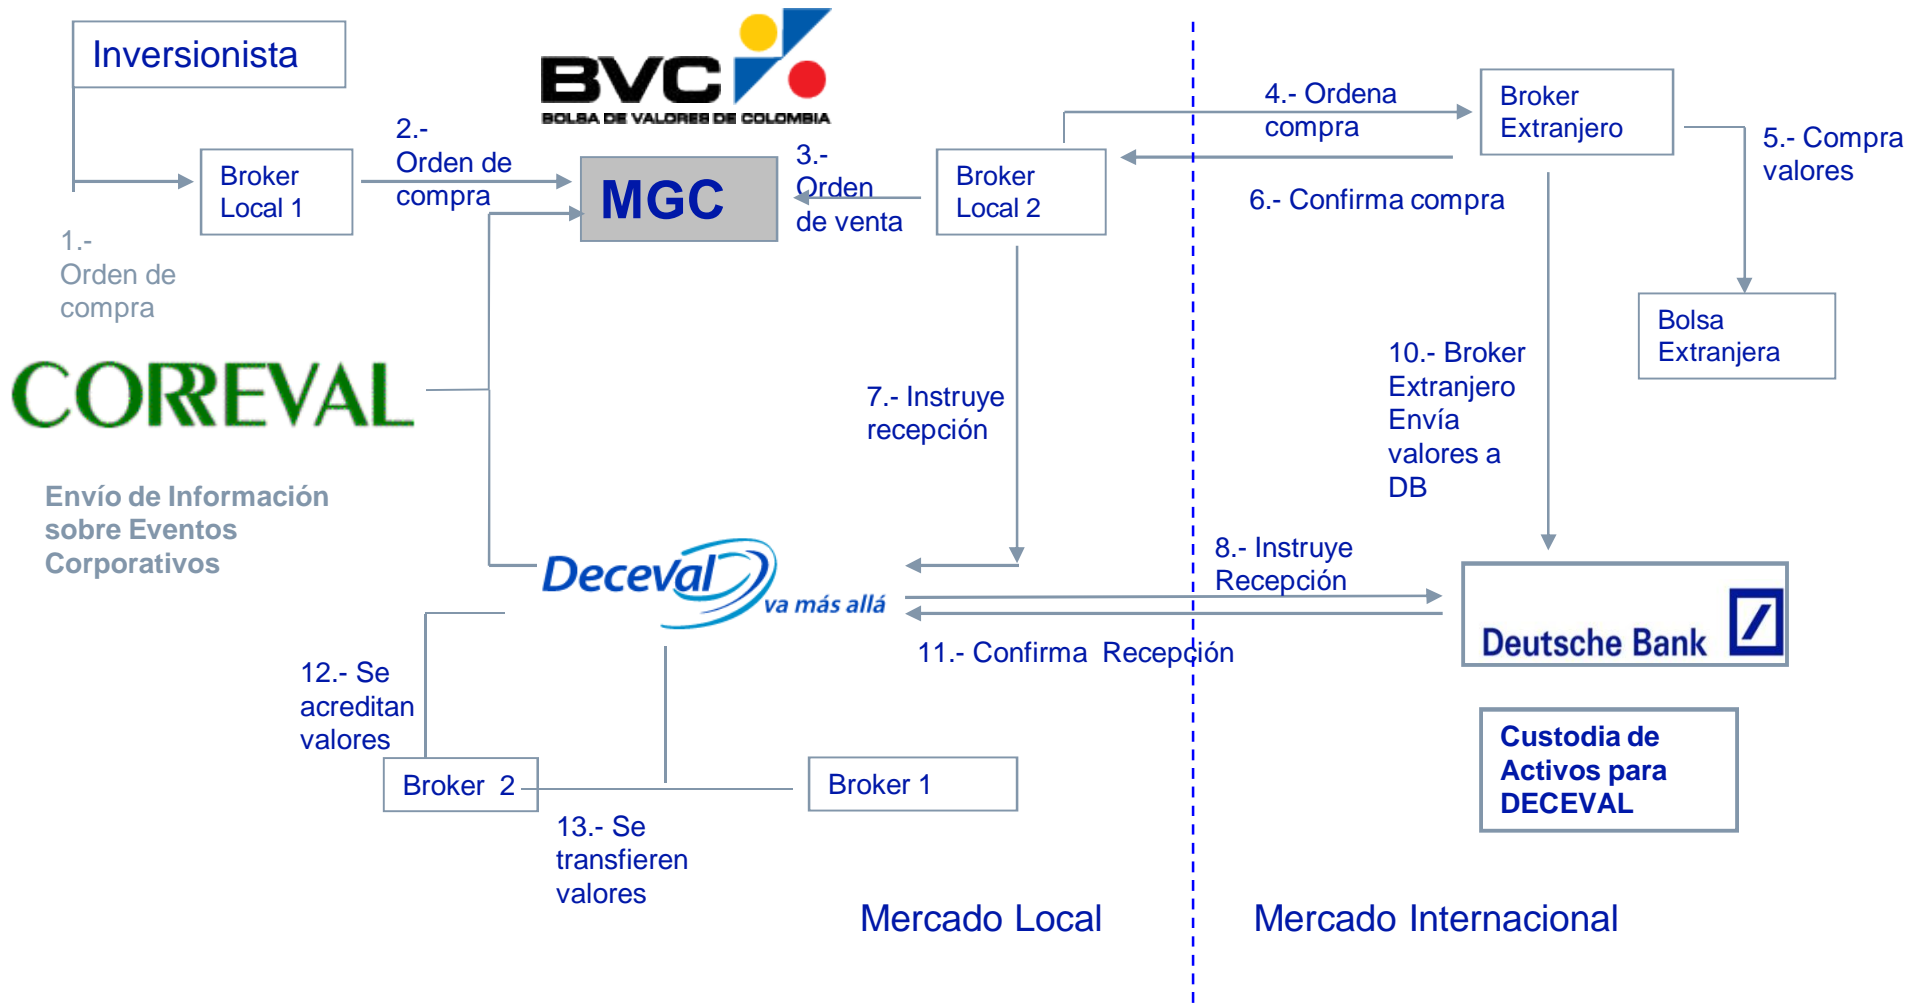 Inversionista
BVC
BOLSA DE VALORES DE COLOMBIA
Broker
Local 1
1.-
Orden de
compra
2.-
Orden de
compra
MGC
3.-
Orden
de venta
Broker
Local 2
4.- Ordena
compra
Broker
Extranjero
5.- Compra
valores
6.- Confirma compra
Bolsa
Extranjera
CORREVAL
Envío de Información
sobre Eventos
Corporativos
7.- Instruye
recepción
10.- Broker
Extranjero
Envía
valores a
DB
Deceval
va más allá
8.- Instruye
Recepción
11.- Confirma Recepción
Deutsche Bank
Custodia de
Activos para
DECEVAL
12.- Se
acreditan
valores
Broker 2
Broker 1
13.- Se
transfieren
valores
Mercado Local
Mercado Internacional